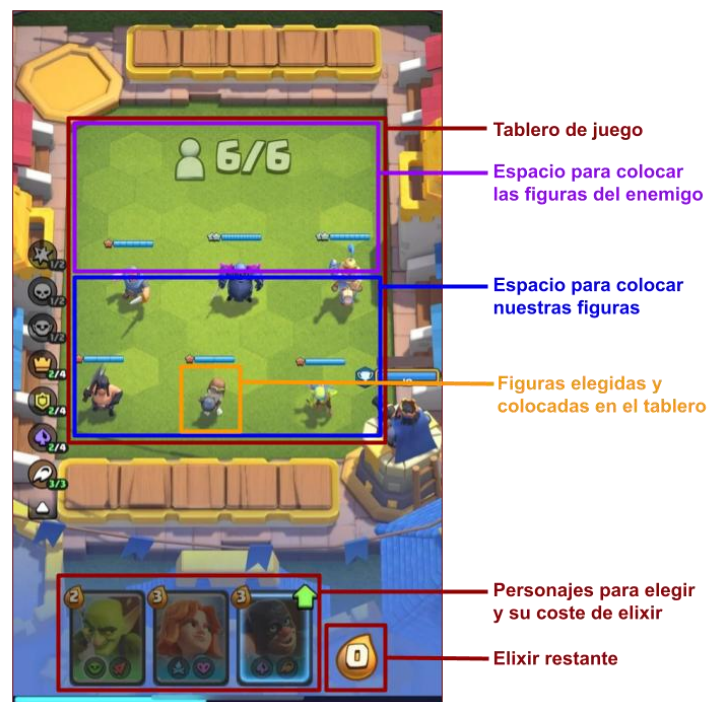 6/6
Tablero de juego
Espacio para colocar
las figuras del enemigo
1/2
1/2
1/2
2/4
2/4
2/4
3/3
Espacio para colocar
nuestras figuras
Figuras elegidas y
colocadas en el tablero
2
3
3
0
Personajes para elegir
y su coste de elixir
Elixir restante